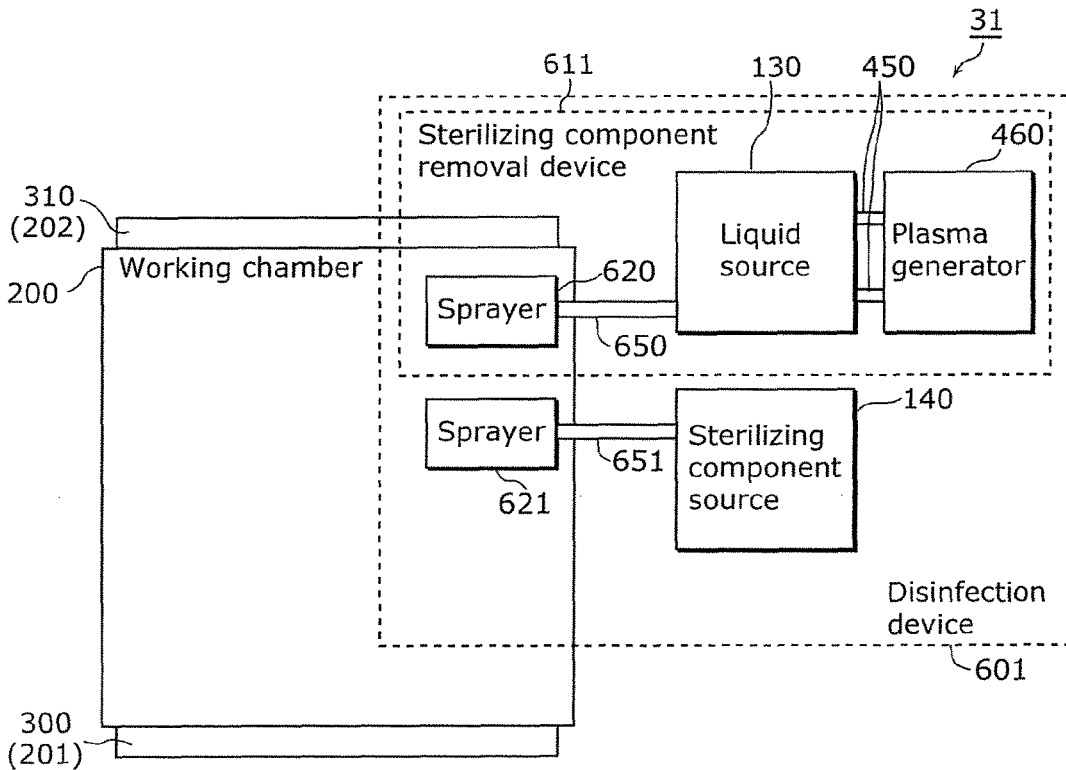 31
611
130
450
460
Sterilizing component
removal device
310
(202)
Liquid
source
Plasma
generator
Working chamber
620
200
Sprayer
650
140
Sprayer
651
Sterilizing
component
source
621
Disinfection
device
601
300
(201)